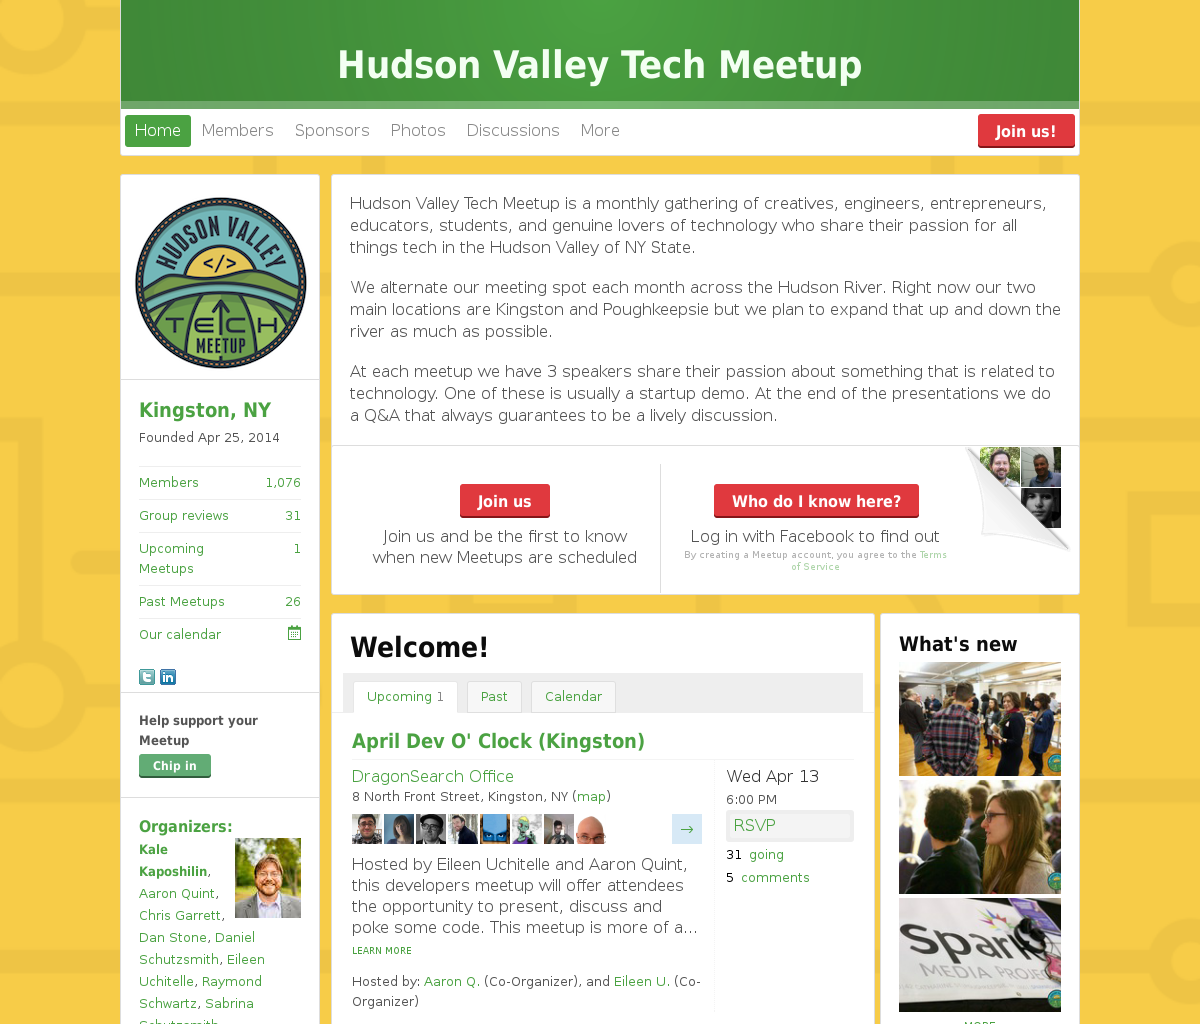 Hudson Valley Tech Meetup
Home Members Sponsors Photos Discussions More Join us!
HUDSON VALLEY
</>
TECH
MEETUP
Kingston, NY
Founded Apr 25, 2014
Members 1,076
Group reviews 31
Upcoming 1
Meetups
Past Meetups 26
Our calendar
Help support your
Meetup
Chip in
Organizers:
Kale
Kaposhilin,
Aaron Quint,
Chris Garrett,
Dan Stone, Daniel
Schutzsmith, Eileen
Uchitelle, Raymond
Schwartz, Sabrina
Schutzsmith
Hudson Valley Tech Meetup is a monthly gathering of creatives, engineers, entrepreneurs,
educators, students, and genuine lovers of technology who share their passion for all
things tech in the Hudson Valley of NY State.
We alternate our meeting spot each month across the Hudson River. Right now our two
main locations are Kingston and Poughkeepsie but we plan to expand that up and down the
river as much as possible.
At each meetup we have 3 speakers share their passion about something that is related to
technology. One of these is usually a startup demo. At the end of the presentations we do
a Q&A that always guarantees to be a lively discussion.
Join us
Join us and be the first to know
when new Meetups are scheduled
Who do I know here?
Log in with Facebook to find out
By creating a Meetup account, you agree to the Terms
of Service
Welcome!
Upcoming 1 Past Calendar
April Dev O' Clock (Kingston)
DragonSearch Office
8 North Front Street, Kingston, NY (map)
→
Hosted by Eileen Uchitelle and Aaron Quint,
this developers meetup will offer attendees
the opportunity to present, discuss and
poke some code. This meetup is more of a...
LEARN MORE
Hosted by: Aaron Q. (Co-Organizer), and Eileen U. (Co-
Organizer)
Wed Apr 13
6:00 PM
RSVP
31 going
5 comments
What's new
Spark
MEDIA PROJECT
MORE